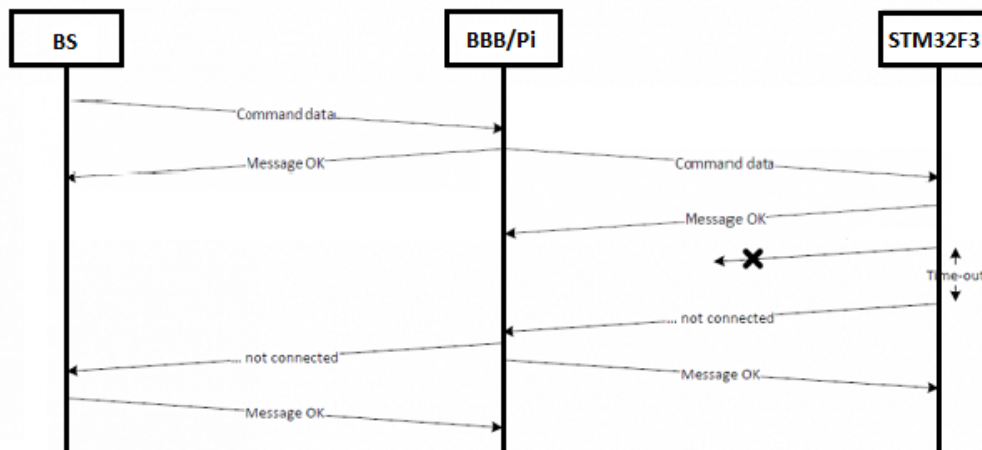 BS
BBB/Pi
STM32F3
Command data
Message OK
Command data
Message OK
Time-out
... not connected
... not connected
Message OK
Message OK